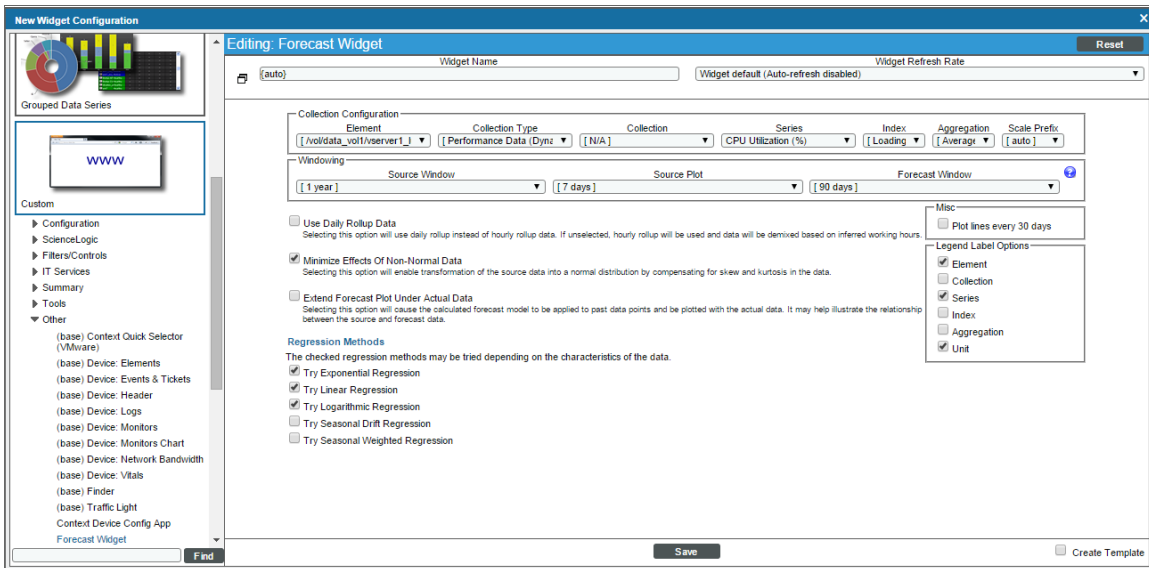 New Widget Configuration
X
Grouped Data Series
www
Custom
Configuration
ScienceLogic
Filters/Controls
IT Services
Summary
Tools
Other
(base) Context Quick Selector
(VMware)
(base) Device: Elements
(base) Device: Events & Tickets
(base) Device: Header
(base) Device: Logs
(base) Device: Monitors
(base) Device: Monitors Chart
(base) Device: Network Bandwidth
(base) Device: Vitals
(base) Finder
(base) Traffic Light
Context Device Config App
Forecast Widget
Find
Editing: Forecast Widget
Reset
Widget Name Widget Refresh Rate
{auto} Widget default (Auto-refresh disabled)
Collection Configuration
Element Collection Type Collection Series Index Aggregation Scale Prefix
[ /vol/data_vol1/server1_l [ Performance Data (Dyna [ N/A ] CPU Utilization (%) [ Loading [ Average [ auto ]
Windowing
Source Window Source Plot Forecast Window
[ 1 year ] [ 7 days ] [ 90 days ]
?
Use Daily Rollup Data
Selecting this option will use daily rollup instead of hourly rollup data. If unselected, hourly rollup will be used and data will be demixed based on inferred working hours.
Minimize Effects Of Non-Normal Data
Selecting this option will enable transformation of the source data into a normal distribution by compensating for skew and kurtosis in the data.
Extend Forecast Plot Under Actual Data
Selecting this option will cause the calculated forecast model to be applied to past data points and be plotted with the actual data. It may help illustrate the relationship
between the source and forecast data.
Regression Methods
The checked regression methods may be tried depending on the characteristics of the data.
Try Exponential Regression
Try Linear Regression
Try Logarithmic Regression
Try Seasonal Drift Regression
Try Seasonal Weighted Regression
Misc
Plot lines every 30 days
Legend Label Options
Element
Collection
Series
Index
Aggregation
Unit
Save
Create Template